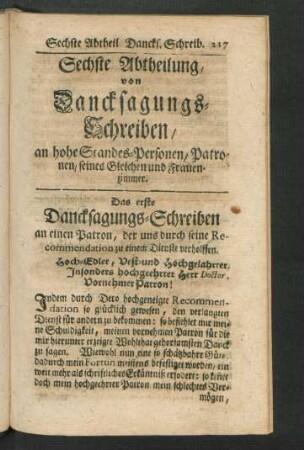 Sechste Abtheil Dancks. Schreib. 217
Sechste Abtheilung,
von
Dancksagungs-
Schreiben,
an hohe Standes-Personen, Patro-
nen, seines Gleichen und Frauen-
zimmer.
Das erste
Dancksagungs-Schreiben
an einen Patron, der uns durch seine Re-
commendation zu einem Dienste verholffen.
Hoch-Edler, Vest-und Hochgelahrter,
Insonders hochgeehrter Herr Doctor,
Vornehmer Patron!
Indem durch Dero hochgeneigte Recommen-
dation so glücklich gewesen, den verlangten
Dienst für andern zu bekommen: so befiehlet mir mei-
ne Schuldigkeit, meinem vornehmen Patron für die
mir hierunter erzeigte Wohlthat gehorsamsten Danck
zu sagen. Wiewohl nun eine so schätzbahre Güte,
dadurch mein Fortun meistens befestiget worden, ein
weit mehr als schrifftliches Erkäntniß erfodert: so
doch mein hochgeehrter Patron mein schlechtes Ver-
mögen,